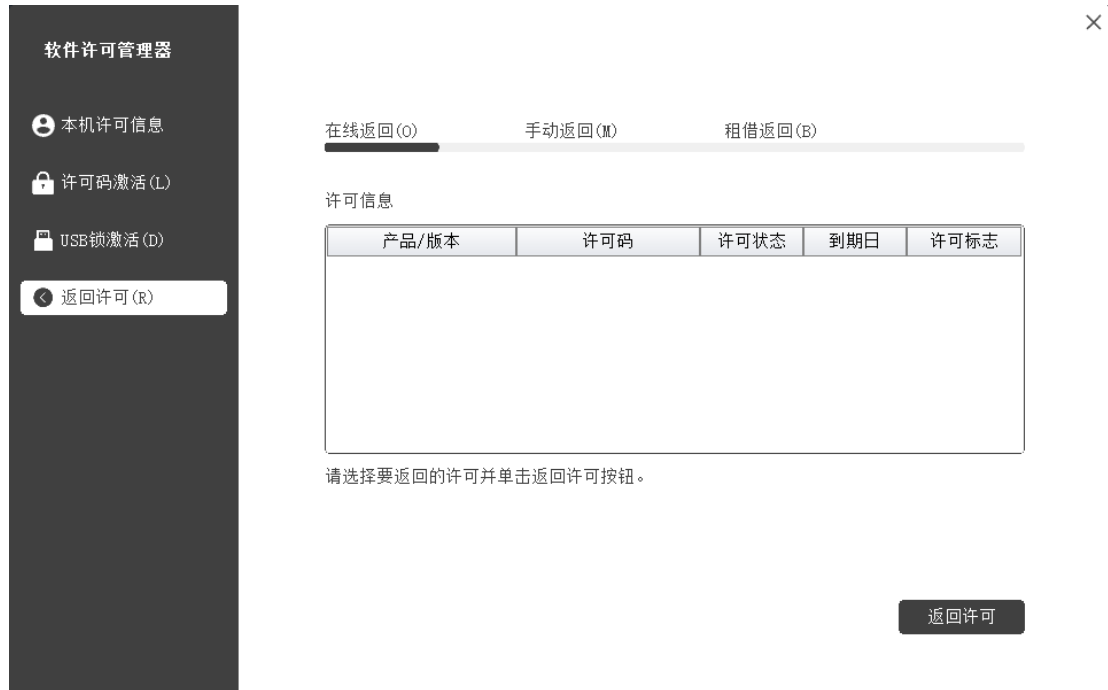 软件许可管理器
本机许可信息
许可码激活(L)
USB锁激活(D)
返回许可(R)
在线返回(O) 手动返回(M) 租借返回(B)
许可信息
产品/版本 许可码 许可状态 到期日 许可标志
请选择要返回的许可并单击返回许可按钮。
返回许可